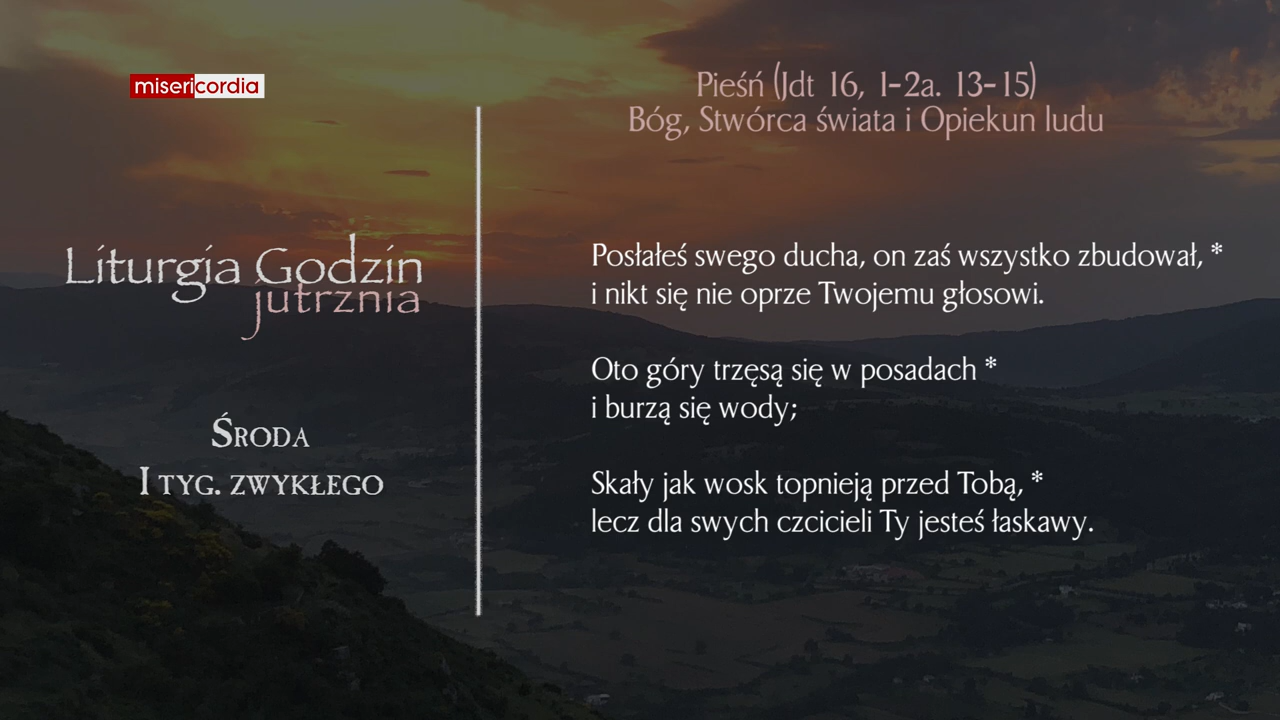 misericordia
Pieśń (Jdt 16, 1-2a. 13-15)
Bóg, Stwórca świata i Opiekun ludu
Liturgia Godzin
jutrznia
Środa
I tyg. zwykłego
Posłałeś swego ducha, on zaś wszystko zbudował, *
i nikt się nie oprze Twojemu głosowi.
Oto góry trzęsą się w posadach *
i burzą się wody;
Skały jak wosk topnieją przed Tobą, *
lecz dla swych czcicieli Ty jesteś łaskawy.